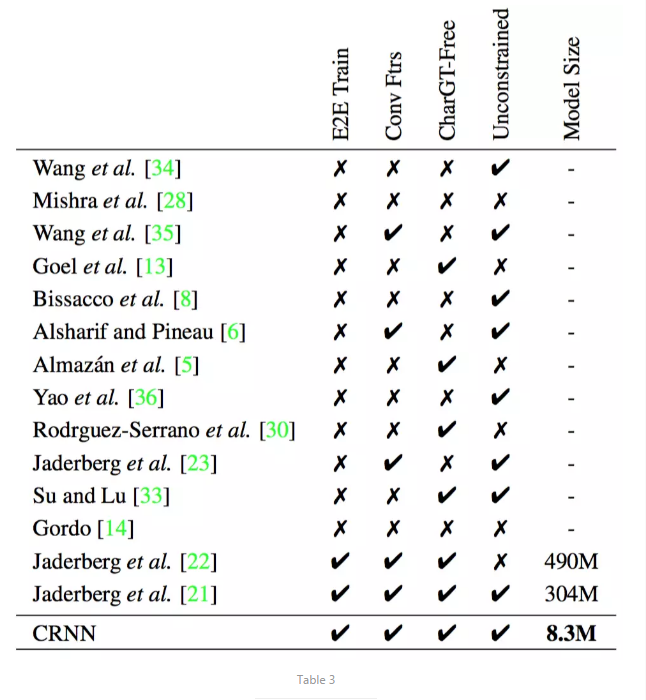 E2E Train Conv Ftrs CharGT-Free Unconstrained Model Size
Wang et al. [34] ✗ ✗ ✗ ✔ -
Mishra et al. [28] ✗ ✗ ✗ ✗ -
Wang et al. [35] ✗ ✔ ✗ ✔ -
Goel et al. [13] ✗ ✗ ✔ ✗ -
Bissacco et al. [8] ✗ ✗ ✗ ✔ -
Alsharif and Pineau [6] ✗ ✔ ✗ ✔ -
Almazán et al. [5] ✗ ✗ ✔ ✗ -
Yao et al. [36] ✗ ✗ ✗ ✔ -
Rodrguez-Serrano et al. [30] ✗ ✗ ✔ ✗ -
Jaderberg et al. [23] ✗ ✔ ✗ ✔ -
Su and Lu [33] ✗ ✗ ✔ ✔ -
Gordo [14] ✗ ✗ ✗ ✗ -
Jaderberg et al. [22] ✔ ✔ ✔ ✗ 490M
Jaderberg et al. [21] ✔ ✔ ✔ ✔ 304M
CRNN ✔ ✔ ✔ ✔ 8.3M
Table 3